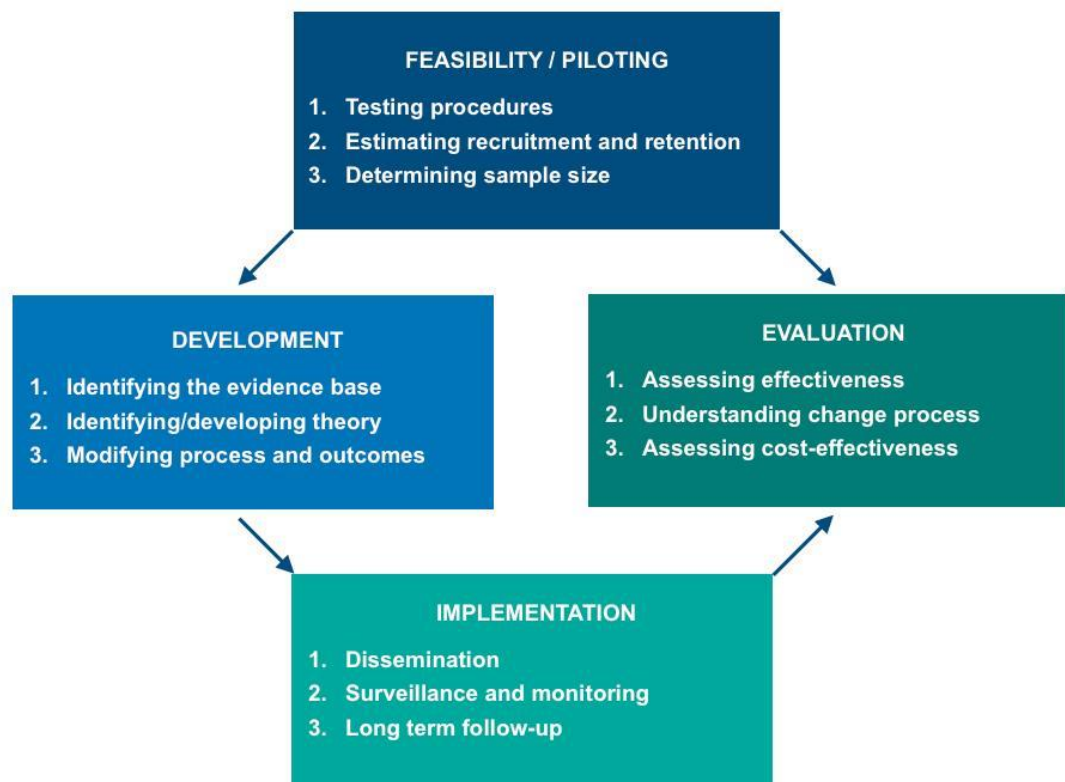 FEASIBILITY / PILOTING
1. Testing procedures
2. Estimating recruitment and retention
3. Determining sample size
DEVELOPMENT
1. Identifying the evidence base
2. Identifying/developing theory
3. Modifying process and outcomes
EVALUATION
1. Assessing effectiveness
2. Understanding change process
3. Assessing cost-effectiveness
IMPLEMENTATION
1. Dissemination
2. Surveillance and monitoring
3. Long term follow-up